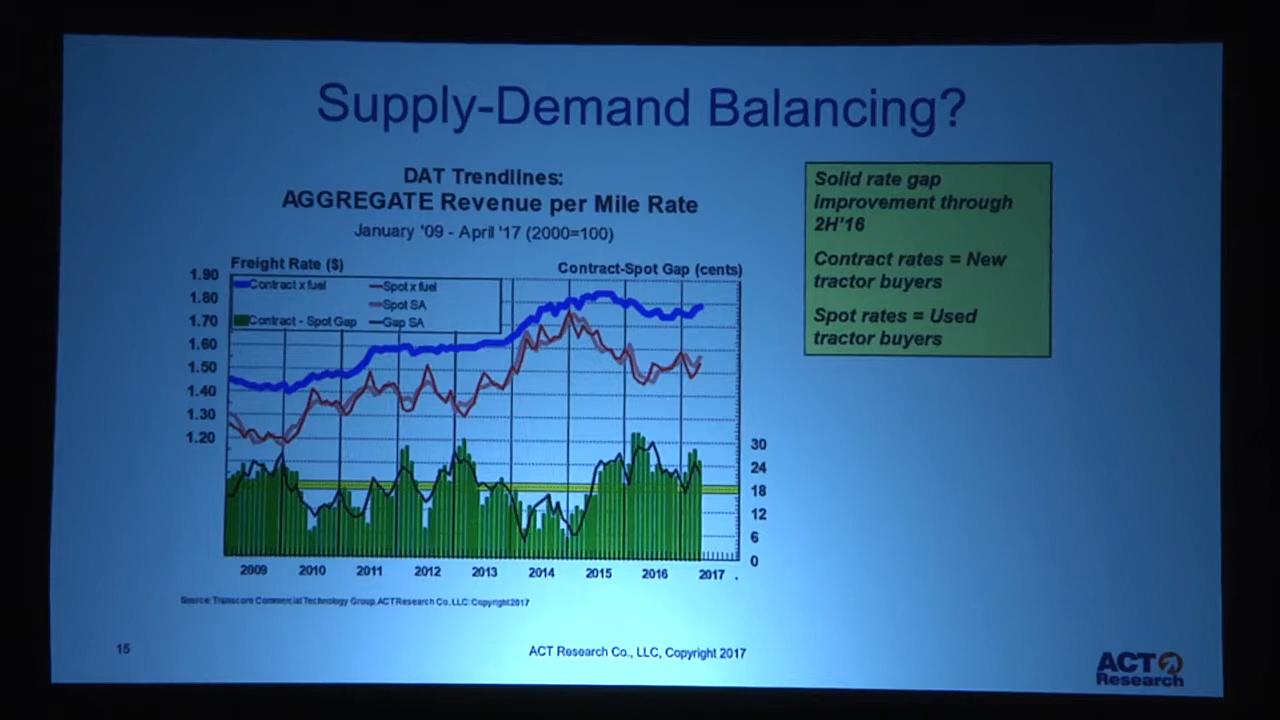 Supply-Demand Balancing?
DAT Trendlines:
AGGREGATE Revenue per Mile Rate
January '09 - April '17 (2000=100)
Freight Rate ($)
Contract-Spot Gap (cents)
Contract x fuel
Spot x fuel
Spot SA
Contract - Spot Gap
Gap SA
1.90
1.80
1.70
1.60
1.50
1.40
1.30
1.20
30
24
18
12
6
0
2009 2010 2011 2012 2013 2014 2015 2016 2017 .
Source: Transcore Commercial Technology Group, ACT Research Co. LLC: Copyright 2017
Solid rate gap
improvement through
2H'16
Contract rates = New
tractor buyers
Spot rates = Used
tractor buyers
15
ACT Research Co., LLC, Copyright 2017
ACT
Research